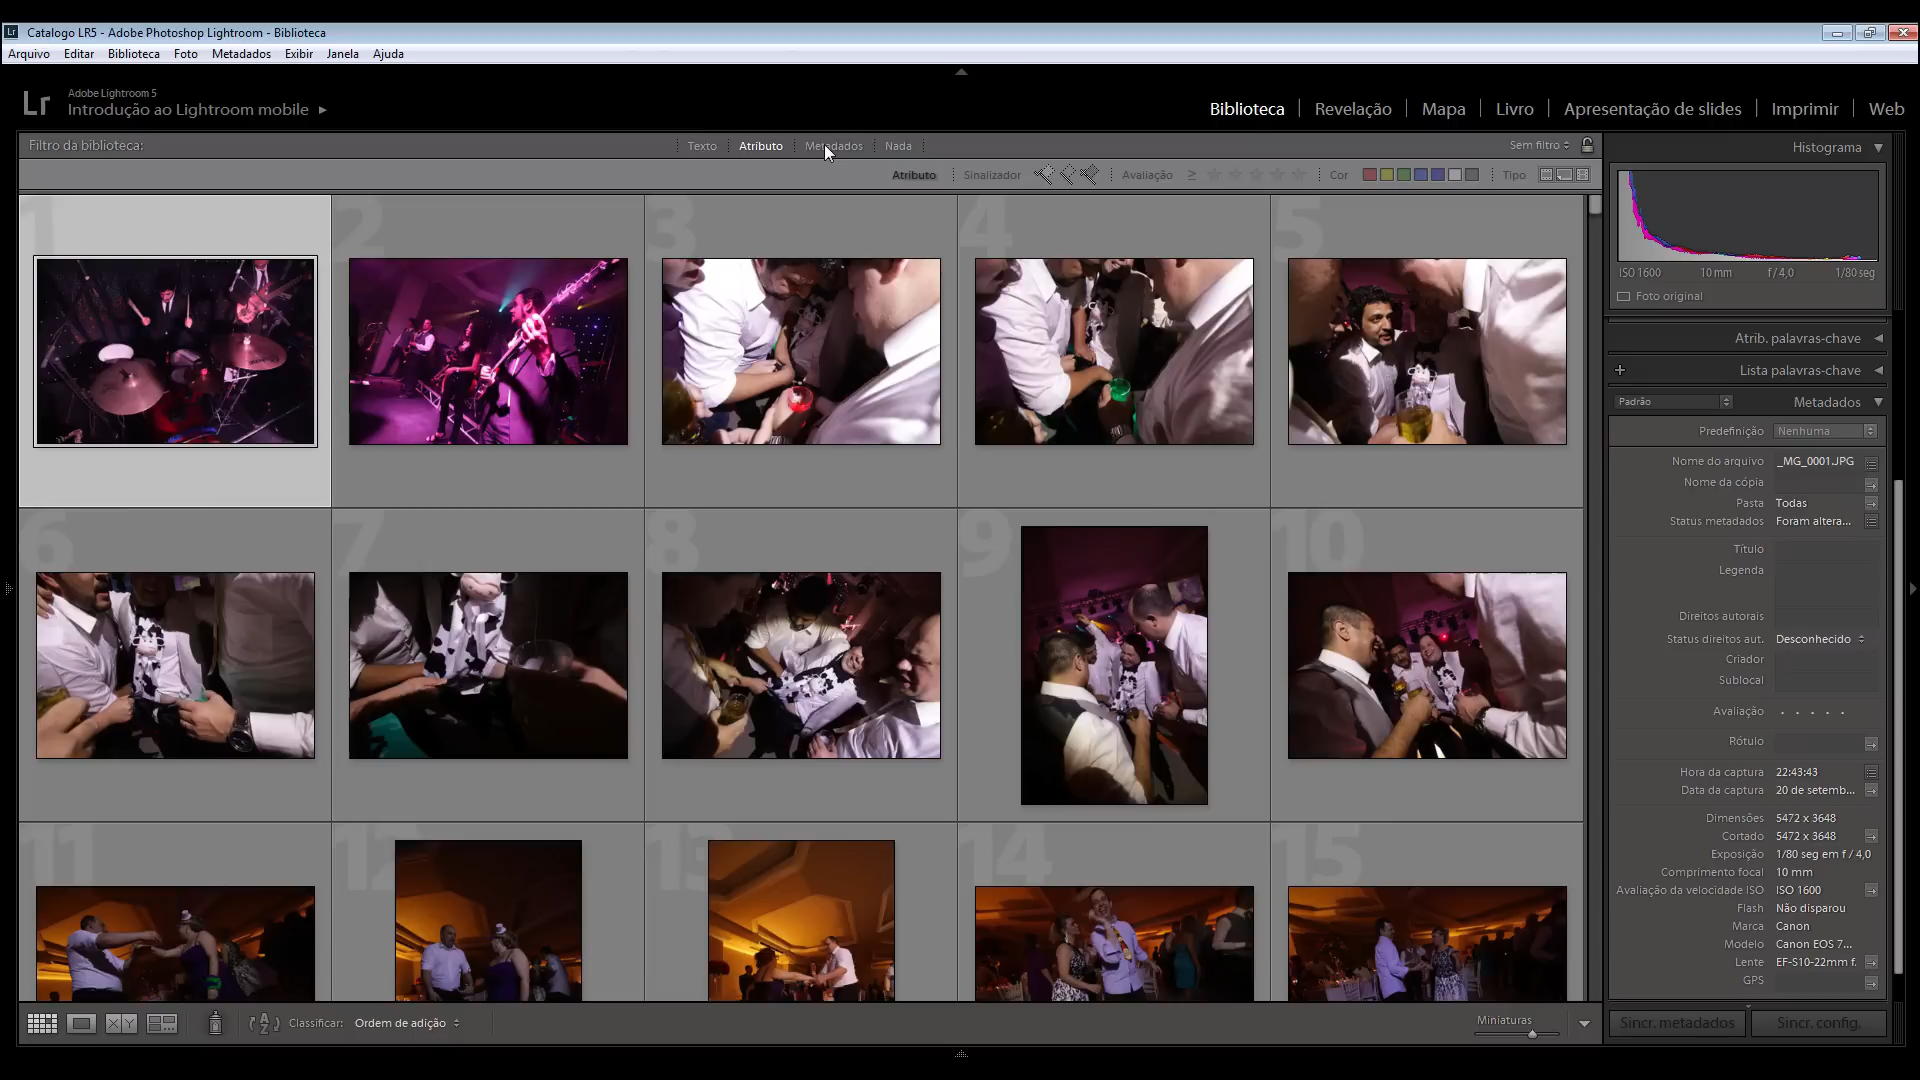 Catalogo LR5 - Adobe Photoshop Lightroom - Biblioteca
Arquivo Editar Biblioteca Foto Metadados Exibir Janela Ajuda
Lr
Adobe Lightroom 5
Introdução ao Lightroom mobile
Biblioteca | Revelação | Mapa | Livro | Apresentação de slides | Imprimir | Web
Filtro da biblioteca: Texto Atributo Metadados Nada Sem filtro
Atributo Sinalizador Avaliação ≥ Cor Tipo
1 2 3 4 5
6 7 8 9 10
11 12 13 14 15
Histograma
ISO 1600 10 mm f / 4,0 1/80 seg
Foto original
Atrib. palavras-chave
+ Lista palavras-chave
Padrão Metadados
Predefinição Nenhuma
Nome do arquivo _MG_0001.JPG
Nome da cópia
Pasta Todas
Status metadados Foram altera...
Título
Legenda
Direitos autorais
Status direitos aut. Desconhecido
Criador
Sublocal
Avaliação . . . . .
Rótulo
Hora da captura 22:43:43
Data da captura 20 de setemb...
Dimensões 5472 x 3648
Cortado 5472 x 3648
Exposição 1/80 seg em f / 4,0
Comprimento focal 10 mm
Avaliação da velocidade ISO ISO 1600
Flash Não disparou
Marca Canon
Modelo Canon EOS 7...
Lente EF-S10-22mm f.
GPS
XY Classificar: Ordem de adição Miniaturas
Sincr. metadados Sincr. config.